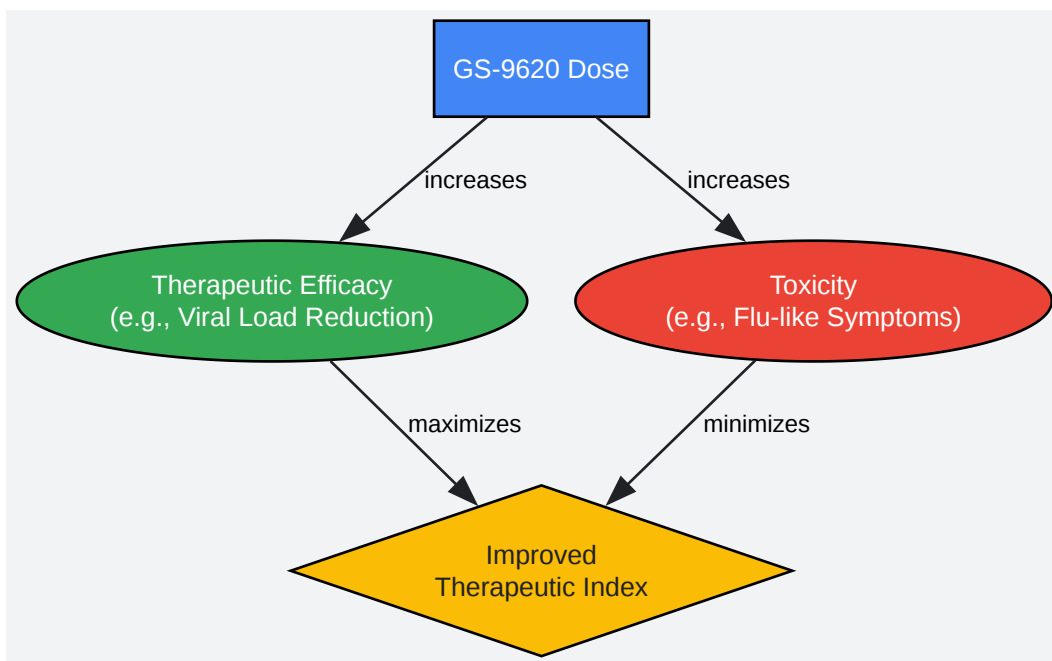 GS-9620 Dose
increases
increases
Therapeutic Efficacy
(e.g., Viral Load Reduction)
Toxicity
(e.g., Flu-like Symptoms)
maximizes
minimizes
Improved
Therapeutic Index